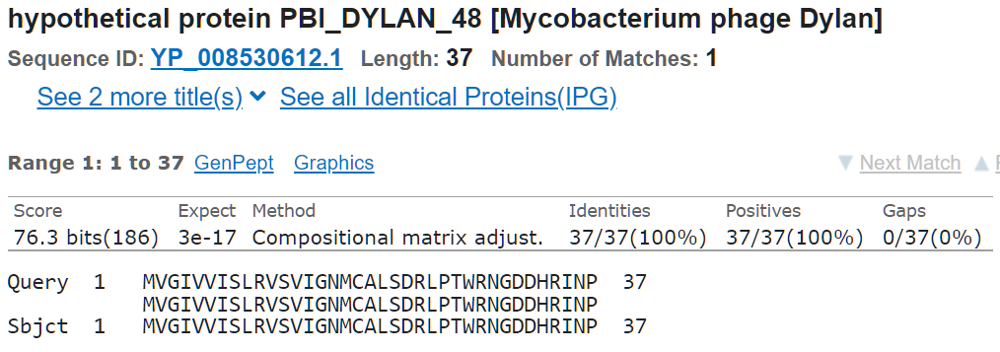 hypothetical protein PBI_DYLAN_48 [Mycobacterium phage Dylan]
Sequence ID: YP_008530612.1 Length: 37 Number of Matches: 1
See 2 more title(s) See all Identical Proteins(IPG)
Range 1: 1 to 37 GenPept Graphics Next Match
Score Expect Method Identities Positives Gaps
76.3 bits(186) 3e-17 Compositional matrix adjust. 37/37(100%) 37/37(100%) 0/37(0%)
Query 1 MVGIVVISLRVSVIGNMCALSDRLPTWRNGDDHRINP 37
MVGIVVISLRVSVIGNMCALSDRLPTWRNGDDHRINP
Sbjct 1 MVGIVVISLRVSVIGNMCALSDRLPTWRNGDDHRINP 37